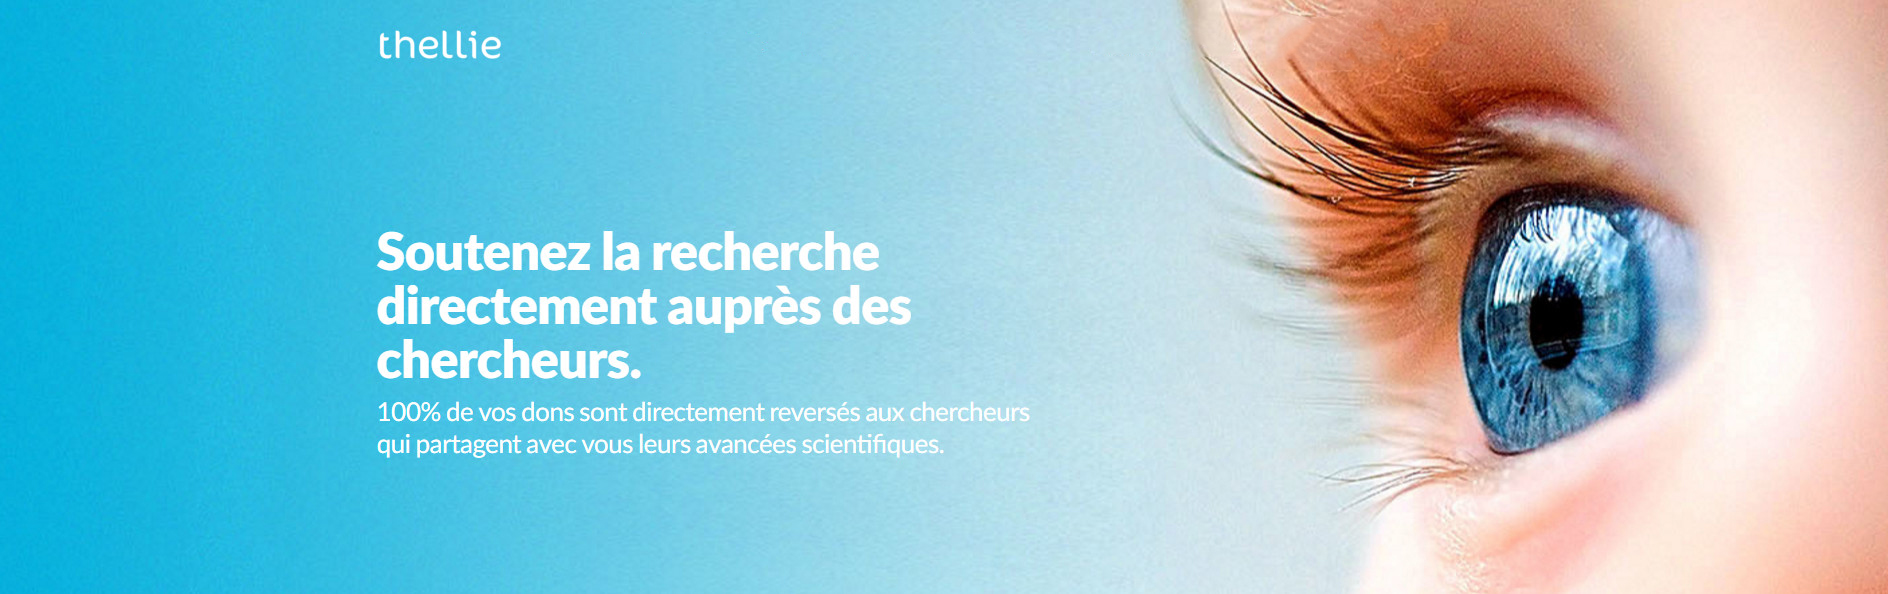 thellie
Soutenez la recherche
directement auprès des
chercheurs.
100% de vos dons sont directement reversés aux chercheurs
qui partagent avec vous leurs avancées scientifiques.